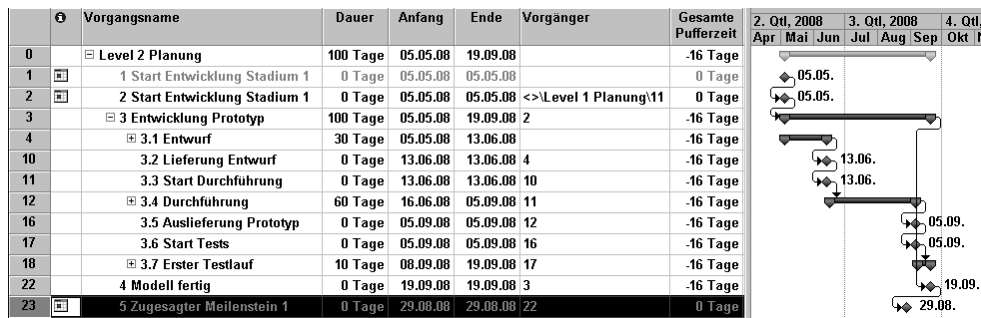 Vorgangsname Dauer Anfang Ende Vorgänger Gesamte Pufferzeit 2. Qtl, 2008 3. Qtl, 2008 4. Qtl,
Apr Mai Jun Jul Aug Sep Okt
0 Level 2 Planung 100 Tage 05.05.08 19.09.08 -16 Tage
1 1 Start Entwicklung Stadium 1 0 Tage 05.05.08 05.05.08 0 Tage 05.05.
2 2 Start Entwicklung Stadium 1 0 Tage 05.05.08 05.05.08 <>\Level 1 Planung\11 0 Tage 05.05.
3 3 Entwicklung Prototyp 100 Tage 05.05.08 19.09.08 2 -16 Tage
4 3.1 Entwurf 30 Tage 05.05.08 13.06.08 -16 Tage
10 3.2 Lieferung Entwurf 0 Tage 13.06.08 13.06.08 4 -16 Tage 13.06.
11 3.3 Start Durchführung 0 Tage 13.06.08 13.06.08 10 -16 Tage 13.06.
12 3.4 Durchführung 60 Tage 16.06.08 05.09.08 11 -16 Tage
16 3.5 Auslieferung Prototyp 0 Tage 05.09.08 05.09.08 12 -16 Tage 05.09.
17 3.6 Start Tests 0 Tage 05.09.08 05.09.08 16 -16 Tage 05.09.
18 3.7 Erster Testlauf 10 Tage 08.09.08 19.09.08 17 -16 Tage
22 4 Modell fertig 0 Tage 19.09.08 19.09.08 3 -16 Tage 19.09.
23 5 Zugesagter Meilenstein 1 0 Tage 29.08.08 29.08.08 22 0 Tage 29.08.